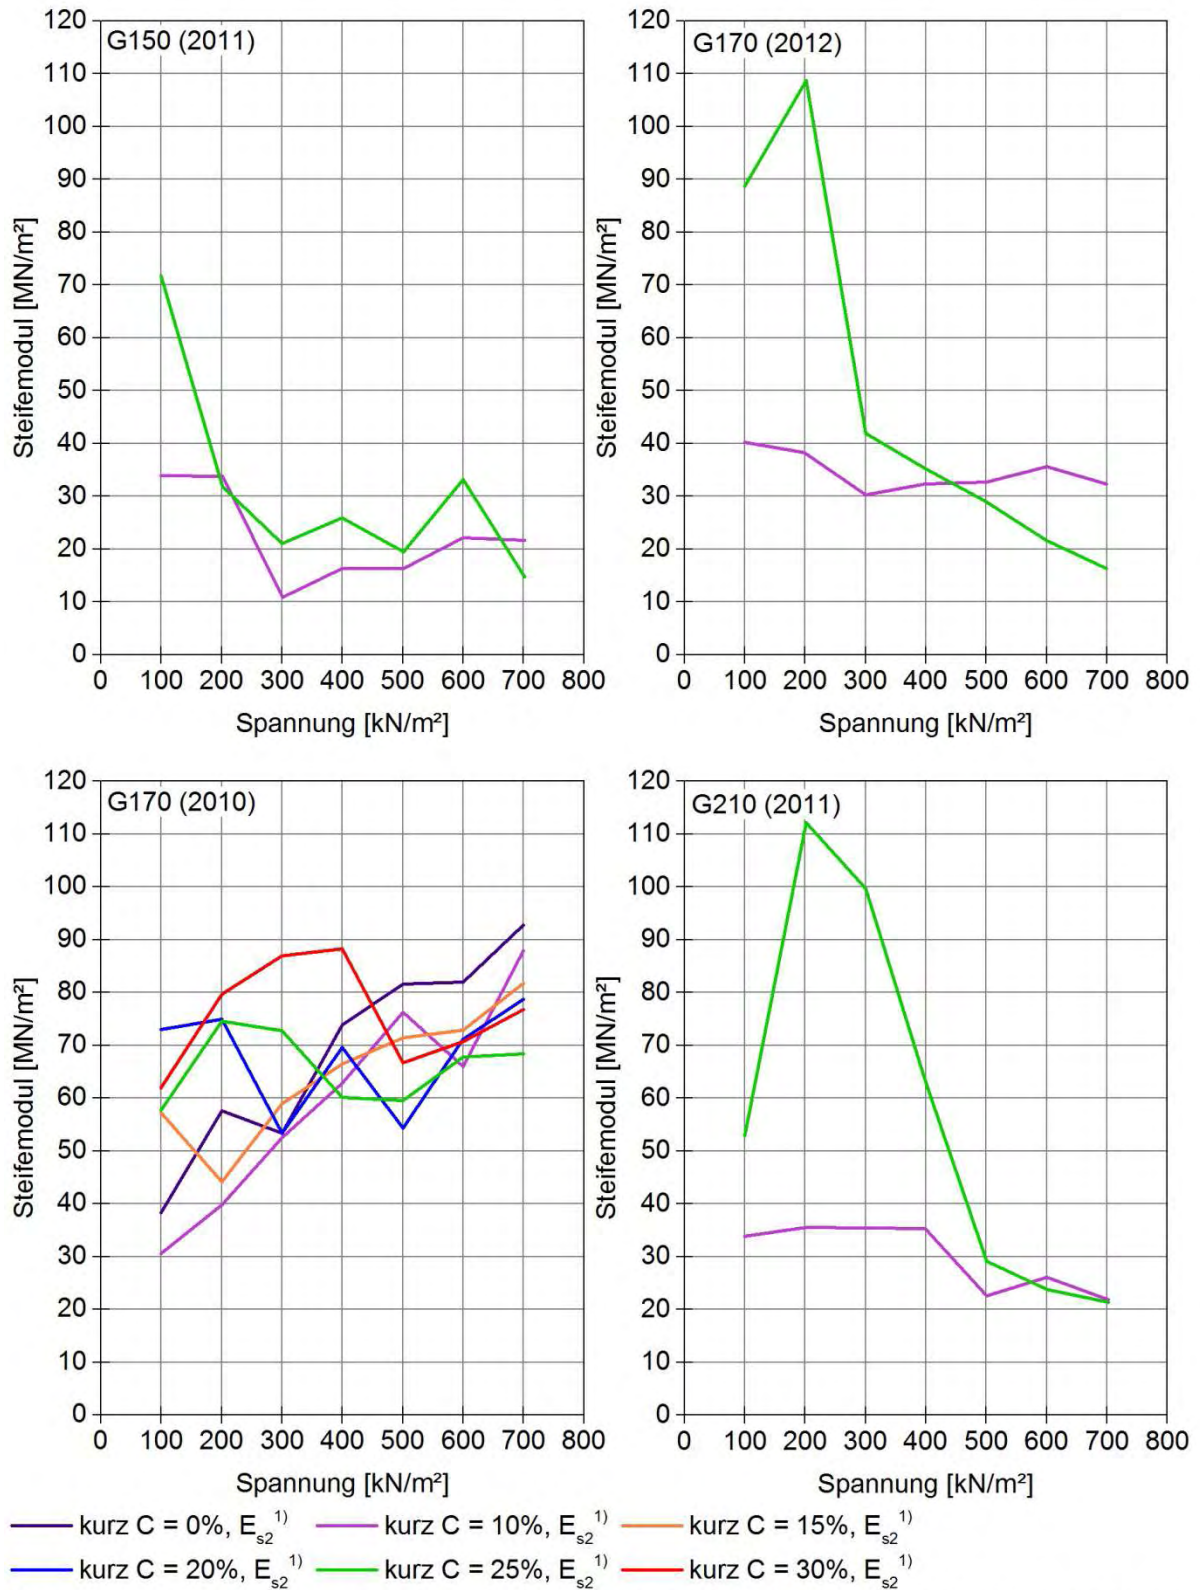 G150 (2011)
120
110
100
90
80
70
60
50
40
30
20
10
0
Steifemodul [MN/m²]
0 100 200 300 400 500 600 700 800
Spannung [kN/m²]
G170 (2012)
120
110
100
90
80
70
60
50
40
30
20
10
0
Steifemodul [MN/m²]
0 100 200 300 400 500 600 700 800
Spannung [kN/m²]
G170 (2010)
120
110
100
90
80
70
60
50
40
30
20
10
0
Steifemodul [MN/m²]
0 100 200 300 400 500 600 700 800
Spannung [kN/m²]
G210 (2011)
120
110
100
90
80
70
60
50
40
30
20
10
0
Steifemodul [MN/m²]
0 100 200 300 400 500 600 700 800
Spannung [kN/m²]
kurz C = 0%, E_s2 ¹⁾ kurz C = 10%, E_s2 ¹⁾ kurz C = 15%, E_s2 ¹⁾
kurz C = 20%, E_s2 ¹⁾ kurz C = 25%, E_s2 ¹⁾ kurz C = 30%, E_s2 ¹⁾